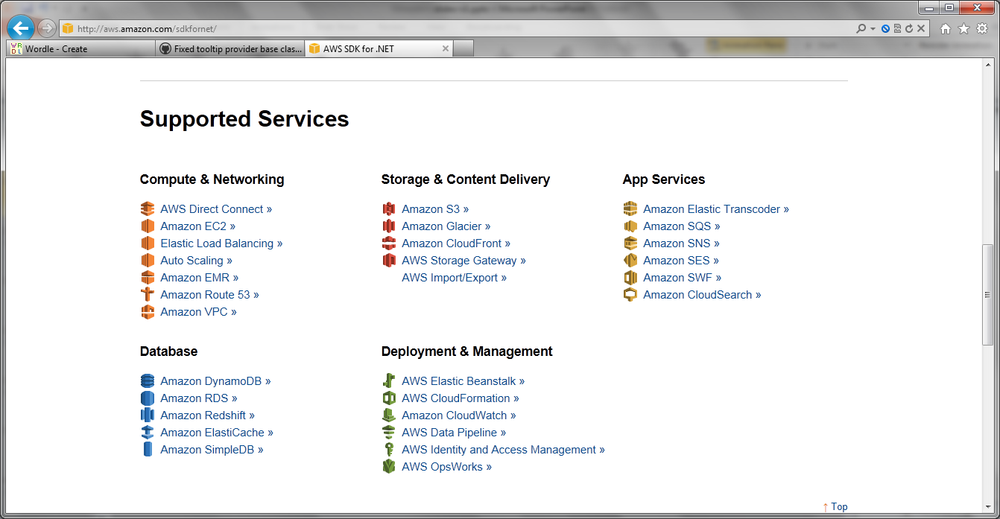 http://aws.amazon.com/sdkfornet/
Wordle - Create
Fixed tooltip provider base clas...
AWS SDK for .NET
Supported Services
Compute & Networking
AWS Direct Connect »
Amazon EC2 »
Elastic Load Balancing »
Auto Scaling »
Amazon EMR »
Amazon Route 53 »
Amazon VPC »
Storage & Content Delivery
Amazon S3 »
Amazon Glacier »
Amazon CloudFront »
AWS Storage Gateway »
AWS Import/Export »
App Services
Amazon Elastic Transcoder »
Amazon SQS »
Amazon SNS »
Amazon SES »
Amazon SWF »
Amazon CloudSearch »
Database
Amazon DynamoDB »
Amazon RDS »
Amazon Redshift »
Amazon ElastiCache »
Amazon SimpleDB »
Deployment & Management
AWS Elastic Beanstalk »
AWS CloudFormation »
Amazon CloudWatch »
AWS Data Pipeline »
AWS Identity and Access Management »
AWS OpsWorks »
↑ Top